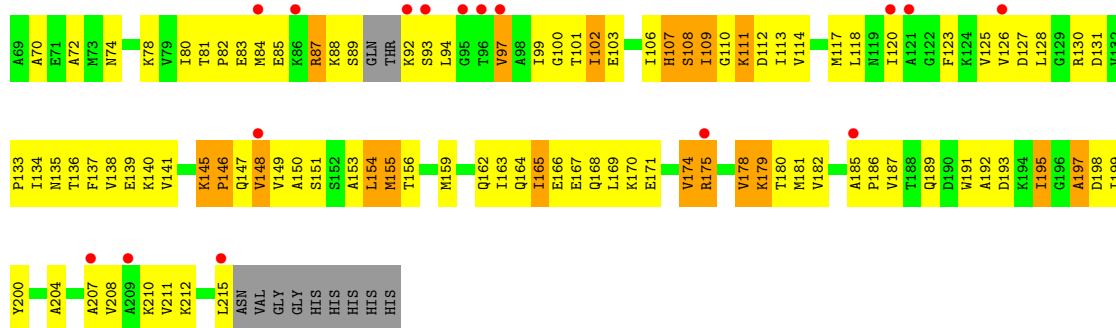 A69 A70 E71 A72 M73 N74 K78 V79 I80 T81 P82 E83 M84 E85 K86 R87 K88 S89 GLN THR K92 S93 L94 G95 T96 V97 A98 I99 G100 T101 I102 E103 I106 H107 S108 I109 G110 K111 D112 I113 V114 M117 L118 N119 I120 A121 G122 F123 K124 V125 V126 D127 L128 G129 R130 D131 V132
P133 I134 N135 T136 F137 V138 E139 K140 V141 K145 P146 Q147 V148 V149 A150 S151 S152 A153 L154 M155 T156 M159 Q162 I163 Q164 I165 E166 E167 Q168 L169 K170 E171 V174 R175 V178 K179 T180 M181 V182 A185 P186 V187 T188 Q189 D190 W191 A192 D193 K194 I195 G196 A197 D198 I199
Y200 A204 A207 V208 A209 K210 V211 K212 L215 ASN VAL GLY GLY HIS HIS HIS HIS HIS